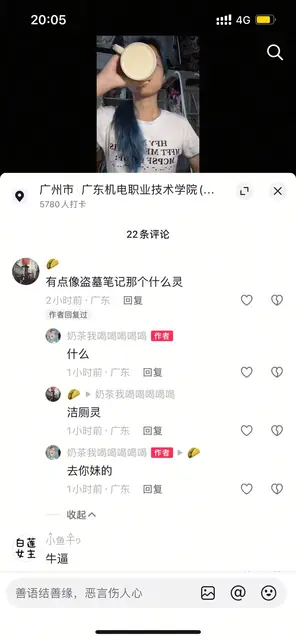 20:05
4G
广州市 广东机电职业技术学院(...
5780人打卡
22条评论
有点像盗墓笔记那个什么灵
2小时前·广东 回复
作者回复过
奶茶我喝喝喝喝喝 作者
什么
1小时前·广东 回复
奶茶我喝喝喝喝喝
洁厕灵
1小时前·广东 回复
奶茶我喝喝喝喝喝 作者
去你妹的
1小时前·广东 回复
收起
白莲
女王
牛逼
善语结善缘，恶言伤人心